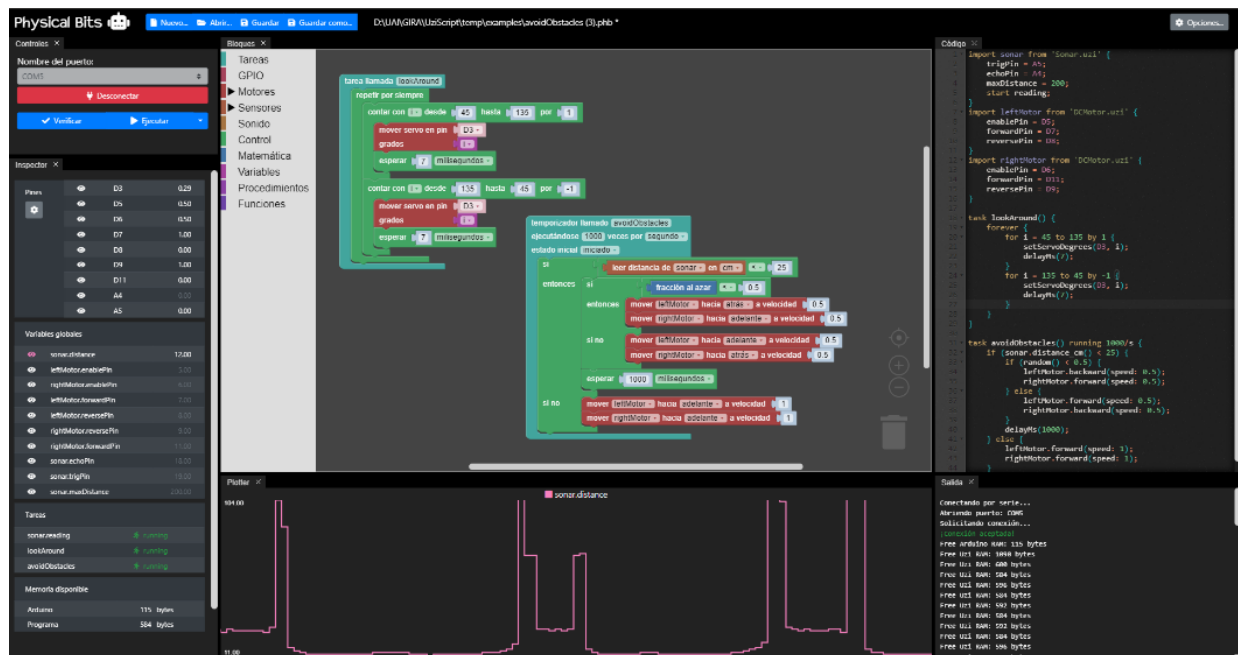 Physical Bits
Nuevo... Abrir... Guardar Guardar como...
D:\UAI\GIRA\UziScript\temp\examples\avoidObstacles (3).phb *
Opciones...
Controles ×
Nombre del puerto:
COM5
Desconectar
Verificar Ejecutar
Inspector ×
Pines D3 0.29
D5 0.50
D6 0.50
D7 1.00
D8 0.00
D9 1.00
D11 0.00
A4 0.00
A5 0.00
Variables globales
sonar.distance 12.00
leftMotor.enablePin 5.00
rightMotor.enablePin 6.00
leftMotor.forwardPin 7.00
leftMotor.reversePin 8.00
rightMotor.reversePin 9.00
rightMotor.forwardPin 11.00
sonar.echoPin 18.00
sonar.trigPin 19.00
sonar.maxDistance 200.00
Tareas
sonar.reading running
lookAround running
avoidObstacles running
Memoria disponible
Arduino 115 bytes
Programa 584 bytes
Bloques ×
Tareas
GPIO
Motores
Sensores
Sonido
Control
Matemática
Variables
Procedimientos
Funciones
tarea llamada lookAround
repetir por siempre
contar con i desde 45 hasta 135 por 1
mover servo en pin D3
grados i
esperar 7 milisegundos
contar con i desde 135 hasta 45 por -1
mover servo en pin D3
grados i
esperar 7 milisegundos
temporizador llamado avoidObstacles
ejecutándose 1000 veces por segundo
estado inicial iniciado
si leer distancia de sonar en cm < 25
entonces si fracción al azar < 0.5
entonces mover leftMotor hacia atrás a velocidad 0.5
mover rightMotor hacia adelante a velocidad 0.5
si no mover leftMotor hacia adelante a velocidad 0.5
mover rightMotor hacia atrás a velocidad 0.5
esperar 1000 milisegundos
si no mover leftMotor hacia adelante a velocidad 1
mover rightMotor hacia adelante a velocidad 1
Código ×
import sonar from 'Sonar.uzi' {
trigPin = A5;
echoPin = A4;
maxDistance = 200;
start reading;
}
import leftMotor from 'DCMotor.uzi' {
enablePin = D5;
forwardPin = D7;
reversePin = D8;
}
import rightMotor from 'DCMotor.uzi' {
enablePin = D6;
forwardPin = D11;
reversePin = D9;
}
task lookAround() {
forever {
for i = 45 to 135 by 1 {
setServoDegrees(D3, i);
delayMs(7);
}
for i = 135 to 45 by -1 {
setServoDegrees(D3, i);
delayMs(7);
}
}
}
task avoidObstacles() running 1000/s {
if (sonar.distance_cm() < 25) {
if (random() < 0.5) {
leftMotor.backward(speed: 0.5);
rightMotor.forward(speed: 0.5);
} else {
leftMotor.forward(speed: 0.5);
rightMotor.backward(speed: 0.5);
}
delayMs(1000);
} else {
leftMotor.forward(speed: 1);
rightMotor.forward(speed: 1);
}
Plotter ×
sonar.distance
104.00
11.00
Salida ×
Conectando por serie...
Abriendo puerto: COM5
Solicitando conexión...
¡Conexión aceptada!
Free Arduino RAM: 115 bytes
Free Uzi RAM: 1090 bytes
Free Uzi RAM: 600 bytes
Free Uzi RAM: 584 bytes
Free Uzi RAM: 596 bytes
Free Uzi RAM: 584 bytes
Free Uzi RAM: 592 bytes
Free Uzi RAM: 584 bytes
Free Uzi RAM: 592 bytes
Free Uzi RAM: 584 bytes
Free Uzi RAM: 596 bytes